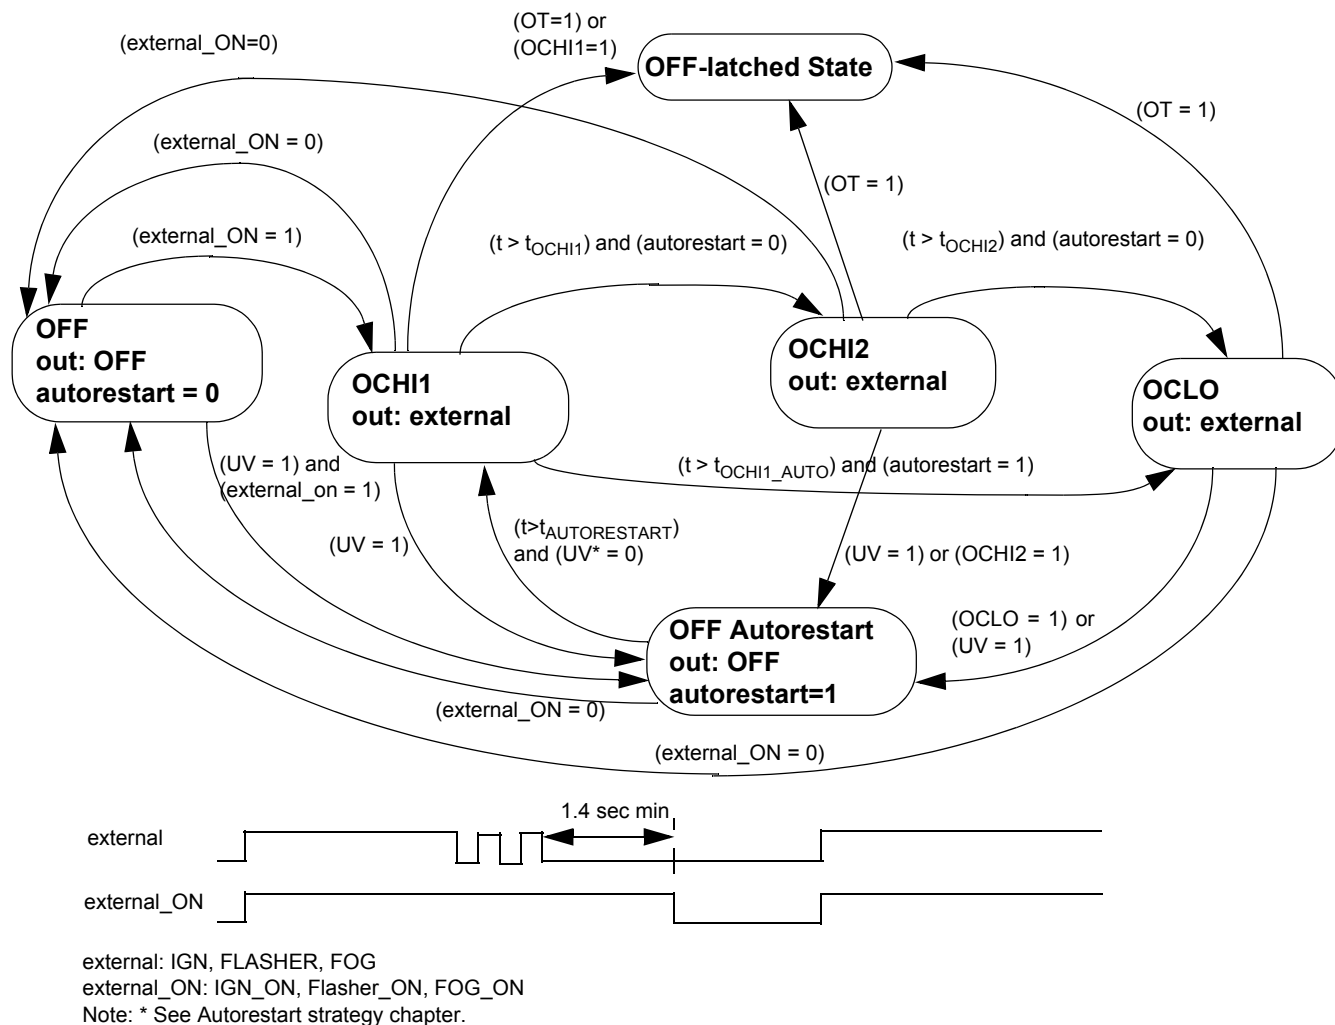 (external_ON=0)
(OT=1) or
(OCHI1=1)
OFF-latched State
(OT = 1)
(external_ON = 0)
(OT = 1)
(external_ON = 1)
(t > tOCHI1) and (autorestart = 0)
(t > tOCHI2) and (autorestart = 0)
OFF
out: OFF
autorestart = 0
OCHI1
out: external
OCHI2
out: external
OCLO
out: external
(UV = 1) and
(external_on = 1)
(t > tOCHI1_AUTO) and (autorestart = 1)
(UV = 1)
(t>tAUTORESTART)
and (UV* = 0)
(UV = 1) or (OCHI2 = 1)
OFF Autorestart
out: OFF
autorestart=1
(OCLO = 1) or
(UV = 1)
(external_ON = 0)
(external_ON = 0)
1.4 sec min
external
external_ON
external: IGN, FLASHER, FOG
external_ON: IGN_ON, Flasher_ON, FOG_ON
Note: * See Autorestart strategy chapter.